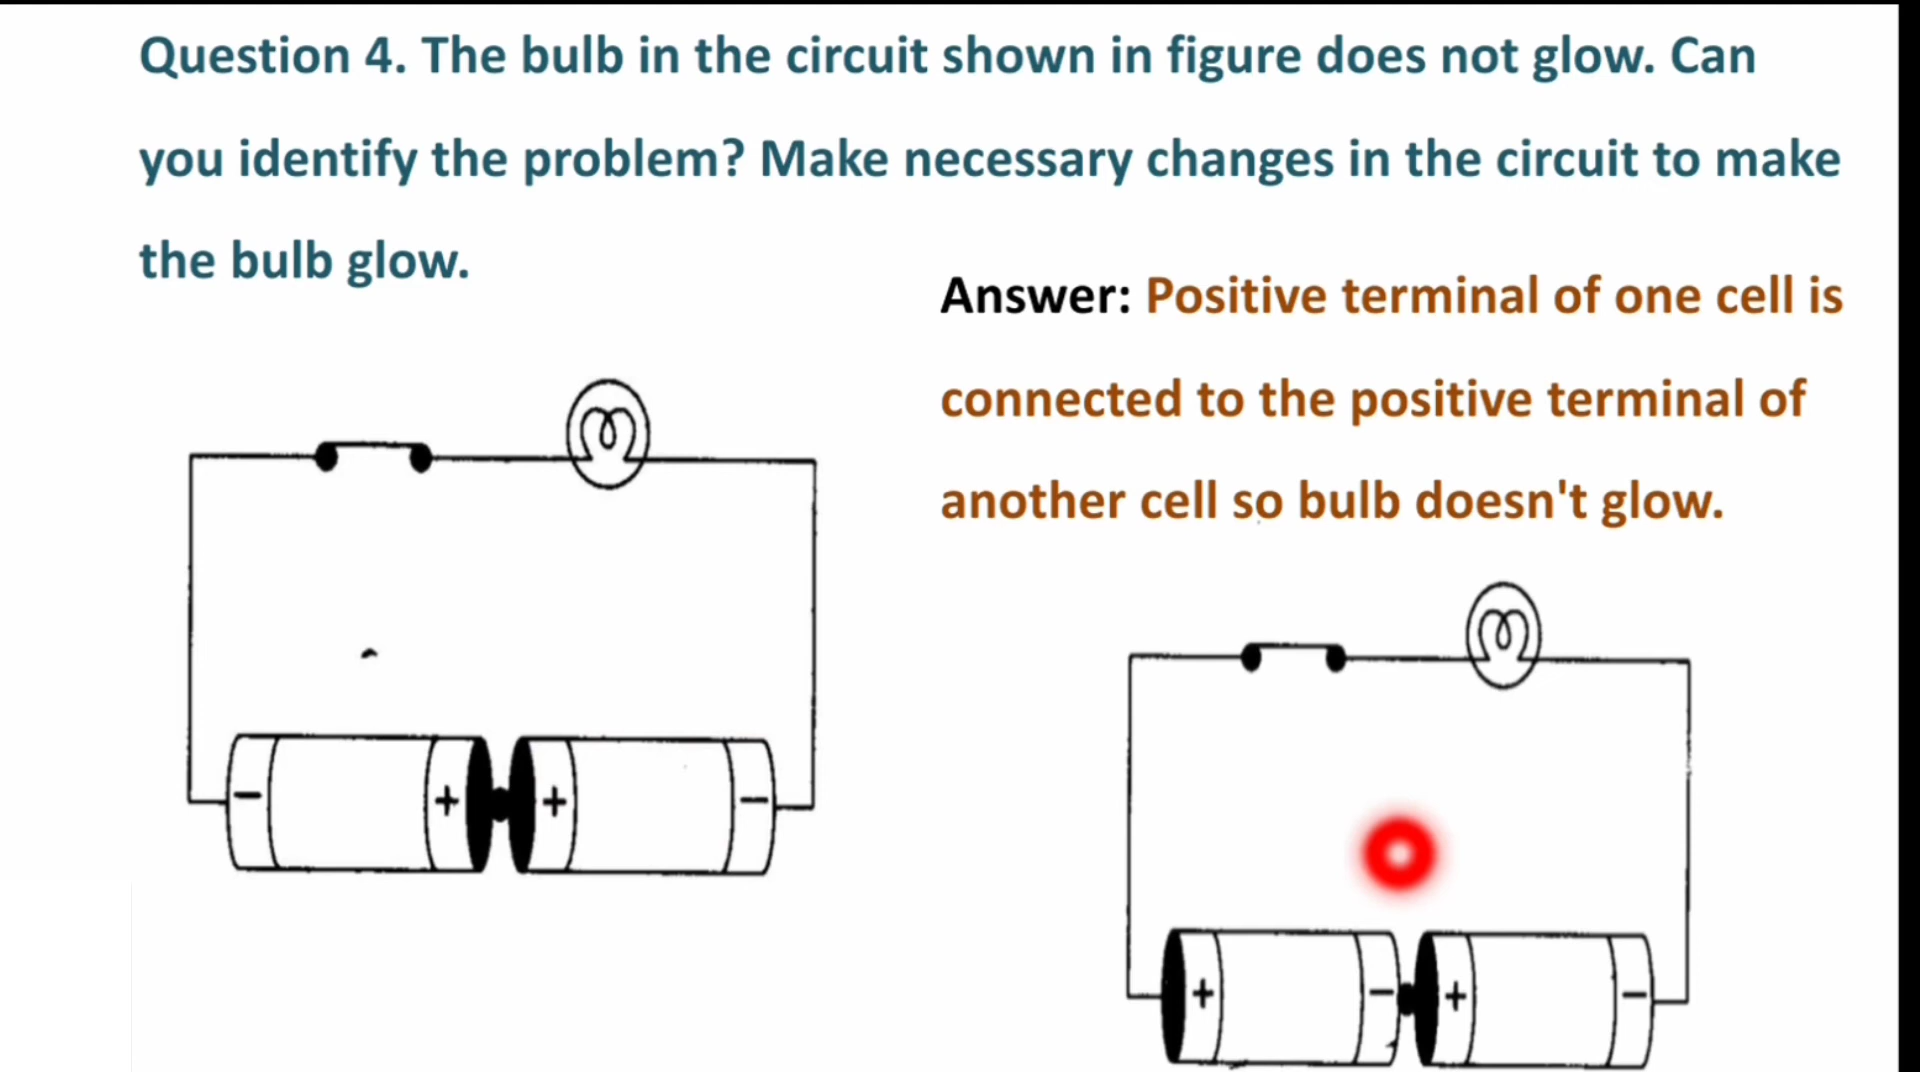 Question 4. The bulb in the circuit shown in figure does not glow. Can
you identify the problem? Make necessary changes in the circuit to make
the bulb glow.
Answer: Positive terminal of one cell is
connected to the positive terminal of
another cell so bulb doesn't glow.
− + + −
+ − + −